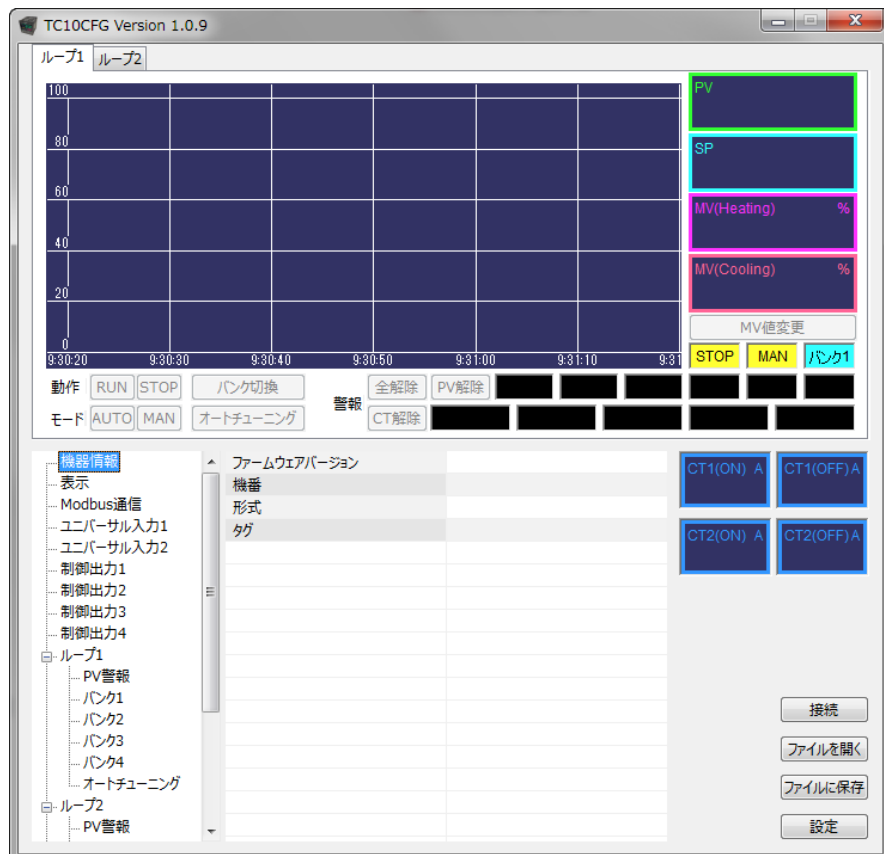 TC10CFG Version 1.0.9
ループ1 ループ2
100
80
60
40
20
0
9:30:20 9:30:30 9:30:40 9:30:50 9:31:00 9:31:10 9:31
PV
SP
MV(Heating) %
MV(Cooling) %
MV値変更
STOP MAN バンク1
動作 RUN STOP バンク切換 警報 全解除 PV解除
モード AUTO MAN オートチューニング CT解除
機器情報
表示
Modbus通信
ユニバーサル入力1
ユニバーサル入力2
制御出力1
制御出力2
制御出力3
制御出力4
ループ1
PV警報
バンク1
バンク2
バンク3
バンク4
オートチューニング
ループ2
PV警報
ファームウェアバージョン
機番
形式
タグ
CT1(ON) A CT1(OFF) A
CT2(ON) A CT2(OFF) A
接続
ファイルを開く
ファイルに保存
設定